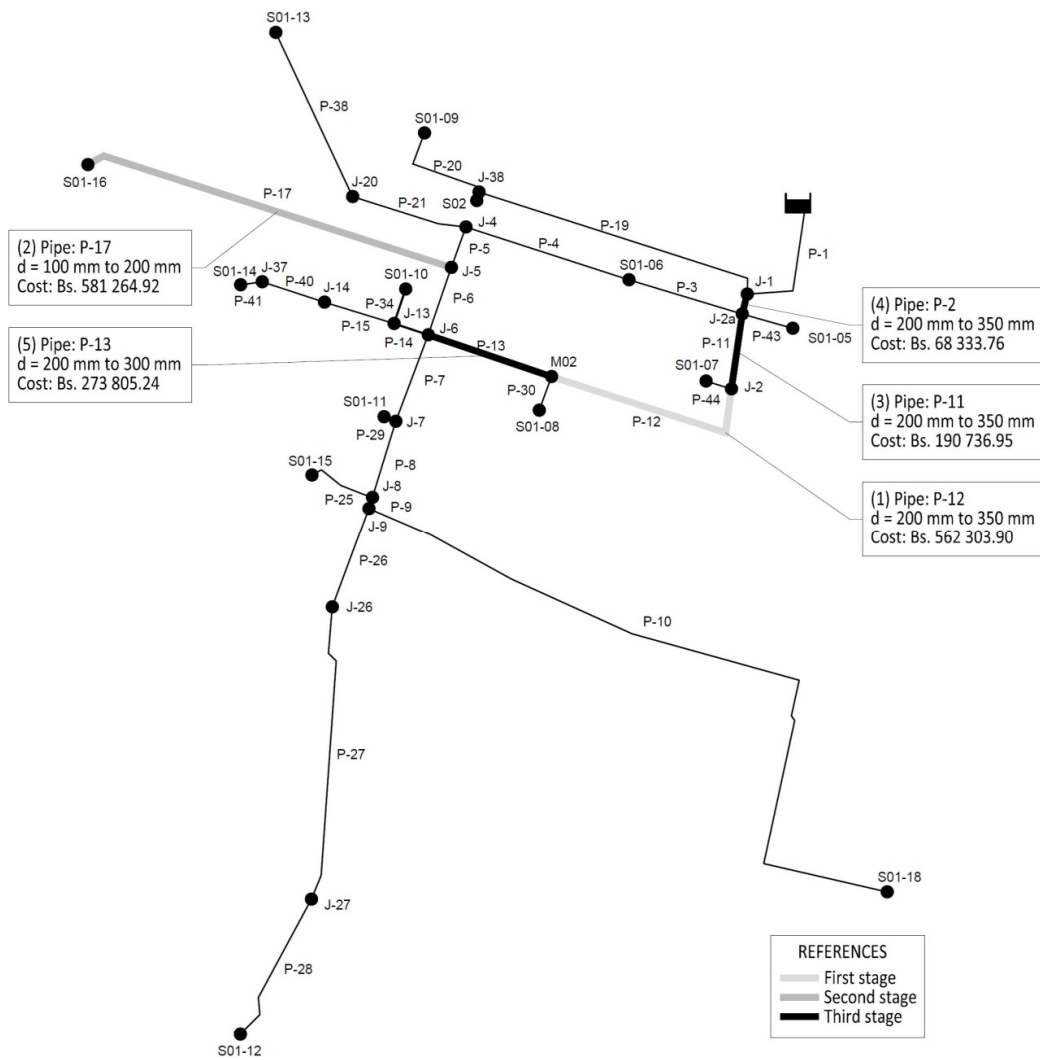 S01-13
P-38
S01-09
P-20
J-38
S01-16
J-20
S02
P-17
P-21
J-4
P-19
P-1
P-4
P-5
(2) Pipe: P-17
d = 100 mm to 200 mm
Cost: Bs. 581 264.92
J-5
S01-06
J-1
S01-14
J-37
S01-10
P-6
P-3
P-40
J-14
P-41
P-34
J-13
P-15
P-14
J-6
J-2a
P-43
S01-05
(4) Pipe: P-2
d = 200 mm to 350 mm
Cost: Bs. 68 333.76
P-11
P-13
M02
S01-07
(5) Pipe: P-13
d = 200 mm to 300 mm
Cost: Bs. 273 805.24
P-7
P-30
P-44
J-2
S01-11
P-29
J-7
S01-08
P-12
(3) Pipe: P-11
d = 200 mm to 350 mm
Cost: Bs. 190 736.95
S01-15
P-8
P-25
J-8
P-9
J-9
(1) Pipe: P-12
d = 200 mm to 350 mm
Cost: Bs. 562 303.90
P-26
J-26
P-10
P-27
S01-18
J-27
P-28
S01-12
REFERENCES
First stage
Second stage
Third stage